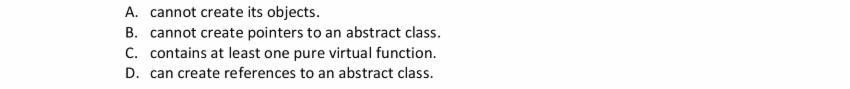 A. cannot create its objects.
B. cannot create pointers to an abstract class.
C. contains at least one pure virtual function.
D. can create references to an abstract class.